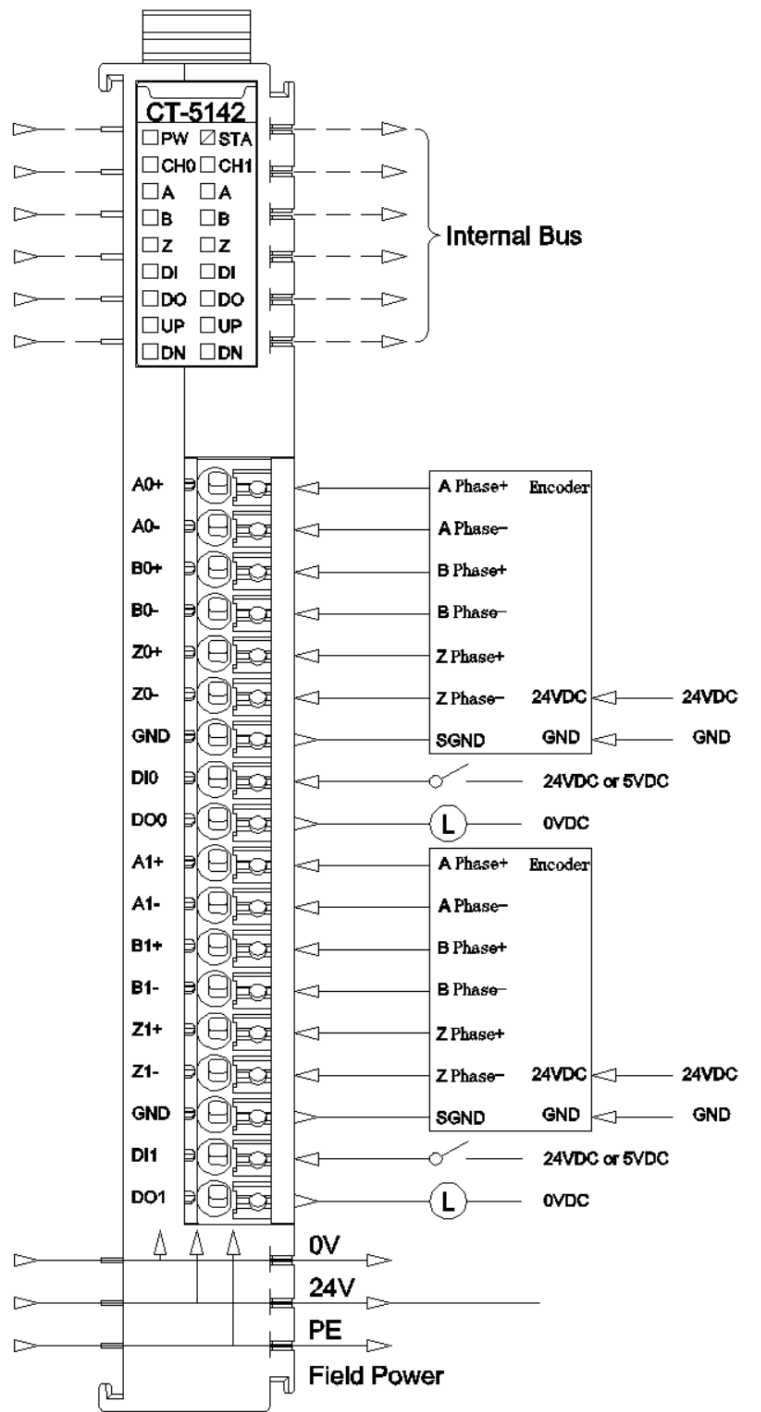 CT-5142
PW STA
CH0 CH1
A A
B B
Z Z
DI DI
DO DO
UP UP
DN DN
Internal Bus
A0+ A Phase+ Encoder
A0- A Phase-
B0+ B Phase+
B0- B Phase-
Z0+ Z Phase+
Z0- Z Phase- 24VDC 24VDC
GND SGND GND GND
DI0 24VDC or 5VDC
DO0 L 0VDC
A1+ A Phase+ Encoder
A1- A Phase-
B1+ B Phase+
B1- B Phase-
Z1+ Z Phase+
Z1- Z Phase- 24VDC 24VDC
GND SGND GND GND
DI1 24VDC or 5VDC
DO1 L 0VDC
0V
24V
PE
Field Power